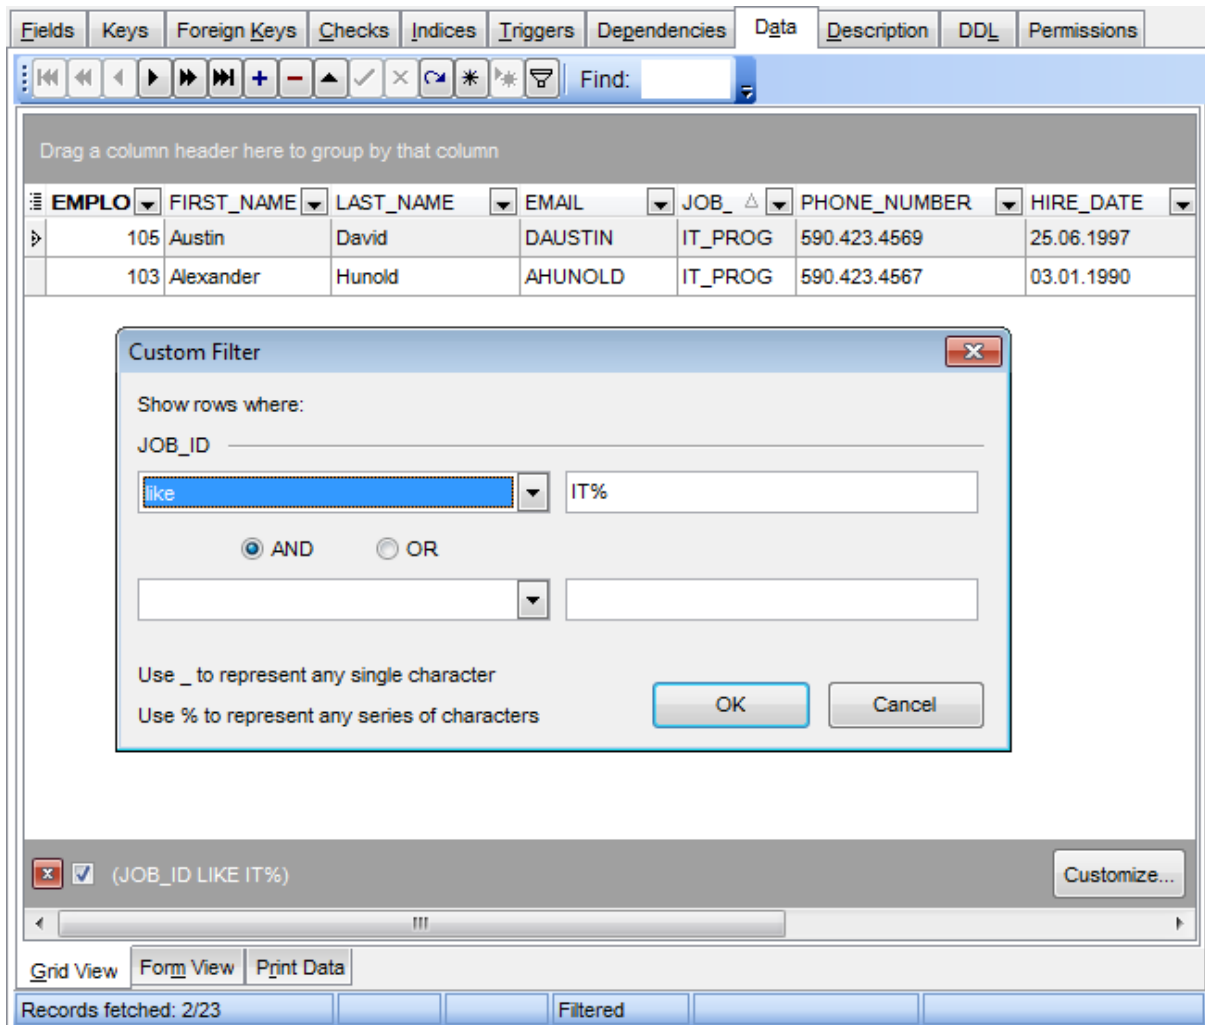 Fields Keys Foreign Keys Checks Indices Triggers Dependencies Data Description DDL Permissions
Find:
Drag a column header here to group by that column
EMPLO FIRST_NAME LAST_NAME EMAIL JOB_ PHONE_NUMBER HIRE_DATE
105 Austin David DAUSTIN IT_PROG 590.423.4569 25.06.1997
103 Alexander Hunold AHUNOLD IT_PROG 590.423.4567 03.01.1990
Custom Filter
Show rows where:
JOB_ID
like IT%
AND OR
Use _ to represent any single character
Use % to represent any series of characters
OK Cancel
(JOB_ID LIKE IT%) Customize...
Grid View Form View Print Data
Records fetched: 2/23 Filtered